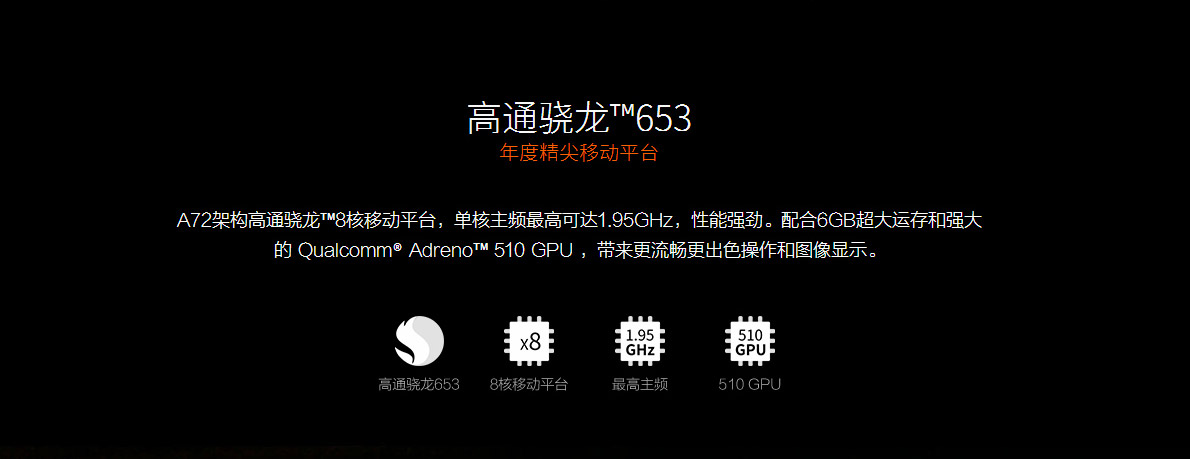 高通骁龙™653
年度精尖移动平台
A72架构高通骁龙™8核移动平台，单核主频最高可达1.95GHz，性能强劲。配合6GB超大运存和强大
的 Qualcomm® Adreno™ 510 GPU ，带来更流畅更出色操作和图像显示。
x8
1.95
GHz
510
GPU
高通骁龙653
8核移动平台
最高主频
510 GPU